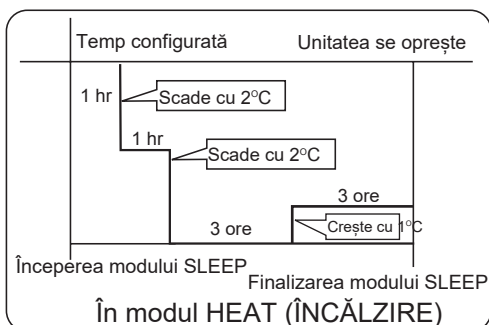 Temp configurată
Unitatea se oprește
1 hr
Scade cu 2°C
1 hr
Scade cu 2°C
3 ore
3 ore
Crește cu 1°C
Începerea modului SLEEP
Finalizarea modului SLEEP
În modul HEAT (ÎNCĂLZIRE)